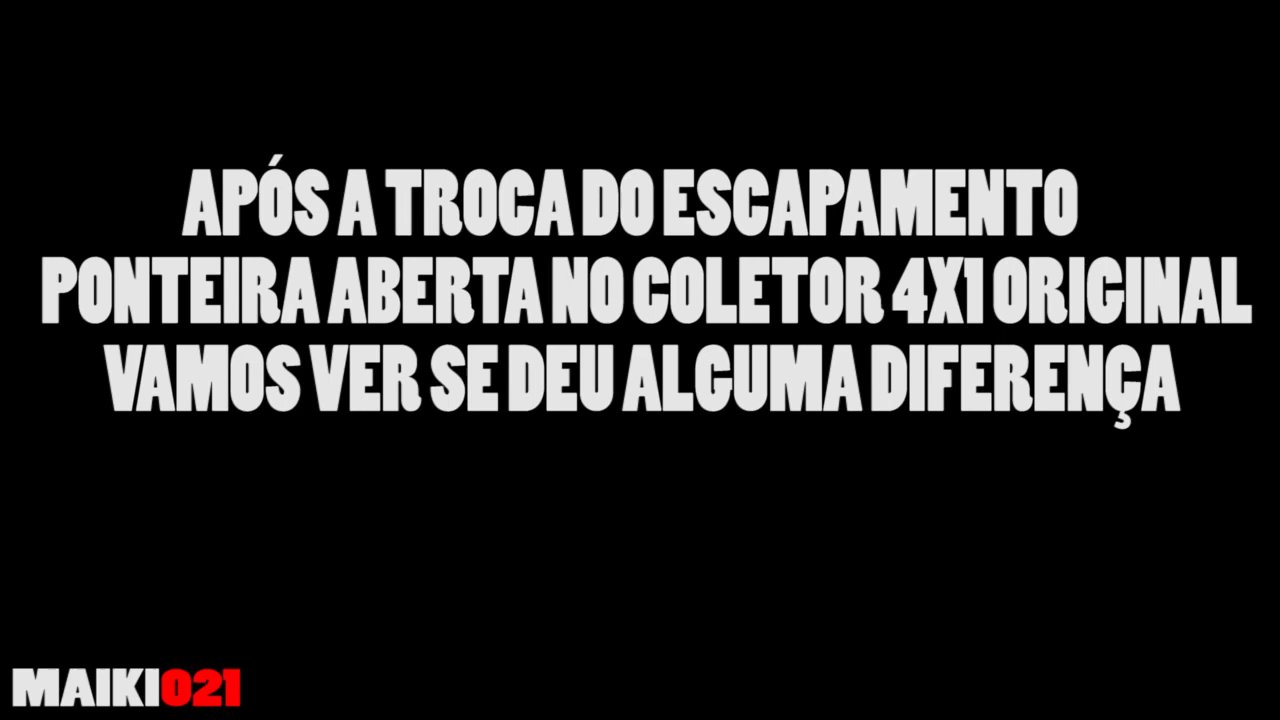 APÓS A TROCA DO ESCAPAMENTO
PONTEIRA ABERTA NO COLETOR 4X1 ORIGINAL
VAMOS VER SE DEU ALGUMA DIFERENÇA
MAIKI021